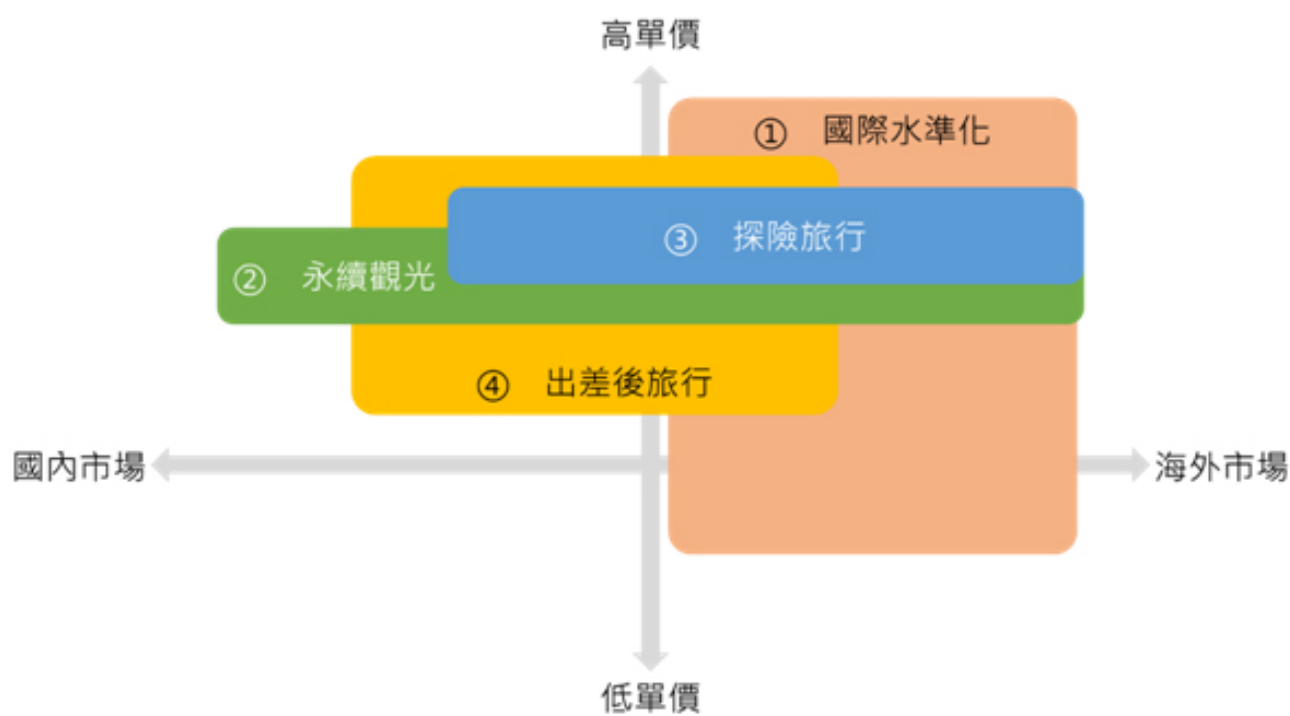 高單價
① 國際水準化
③ 探險旅行
② 永續觀光
④ 出差後旅行
國內市場
海外市場
低單價